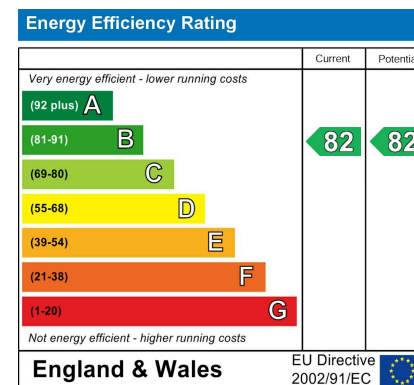 Energy Efficiency Rating
Current Potentia
Very energy efficient - lower running costs
(92 plus) A
(81-91) B 82 82
(69-80) C
(55-68) D
(39-54) E
(21-38) F
(1-20) G
Not energy efficient - higher running costs
England & Wales
EU Directive
2002/91/EC